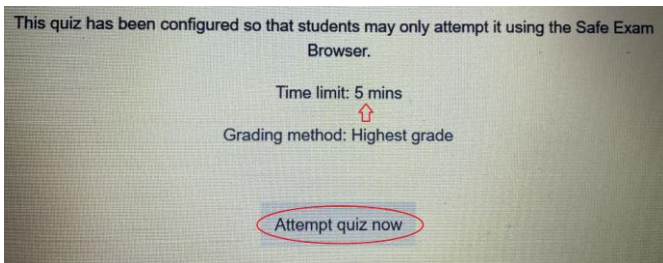 This quiz has been configured so that students may only attempt it using the Safe Exam
Browser.
Time limit: 5 mins
Grading method: Highest grade
Attempt quiz now